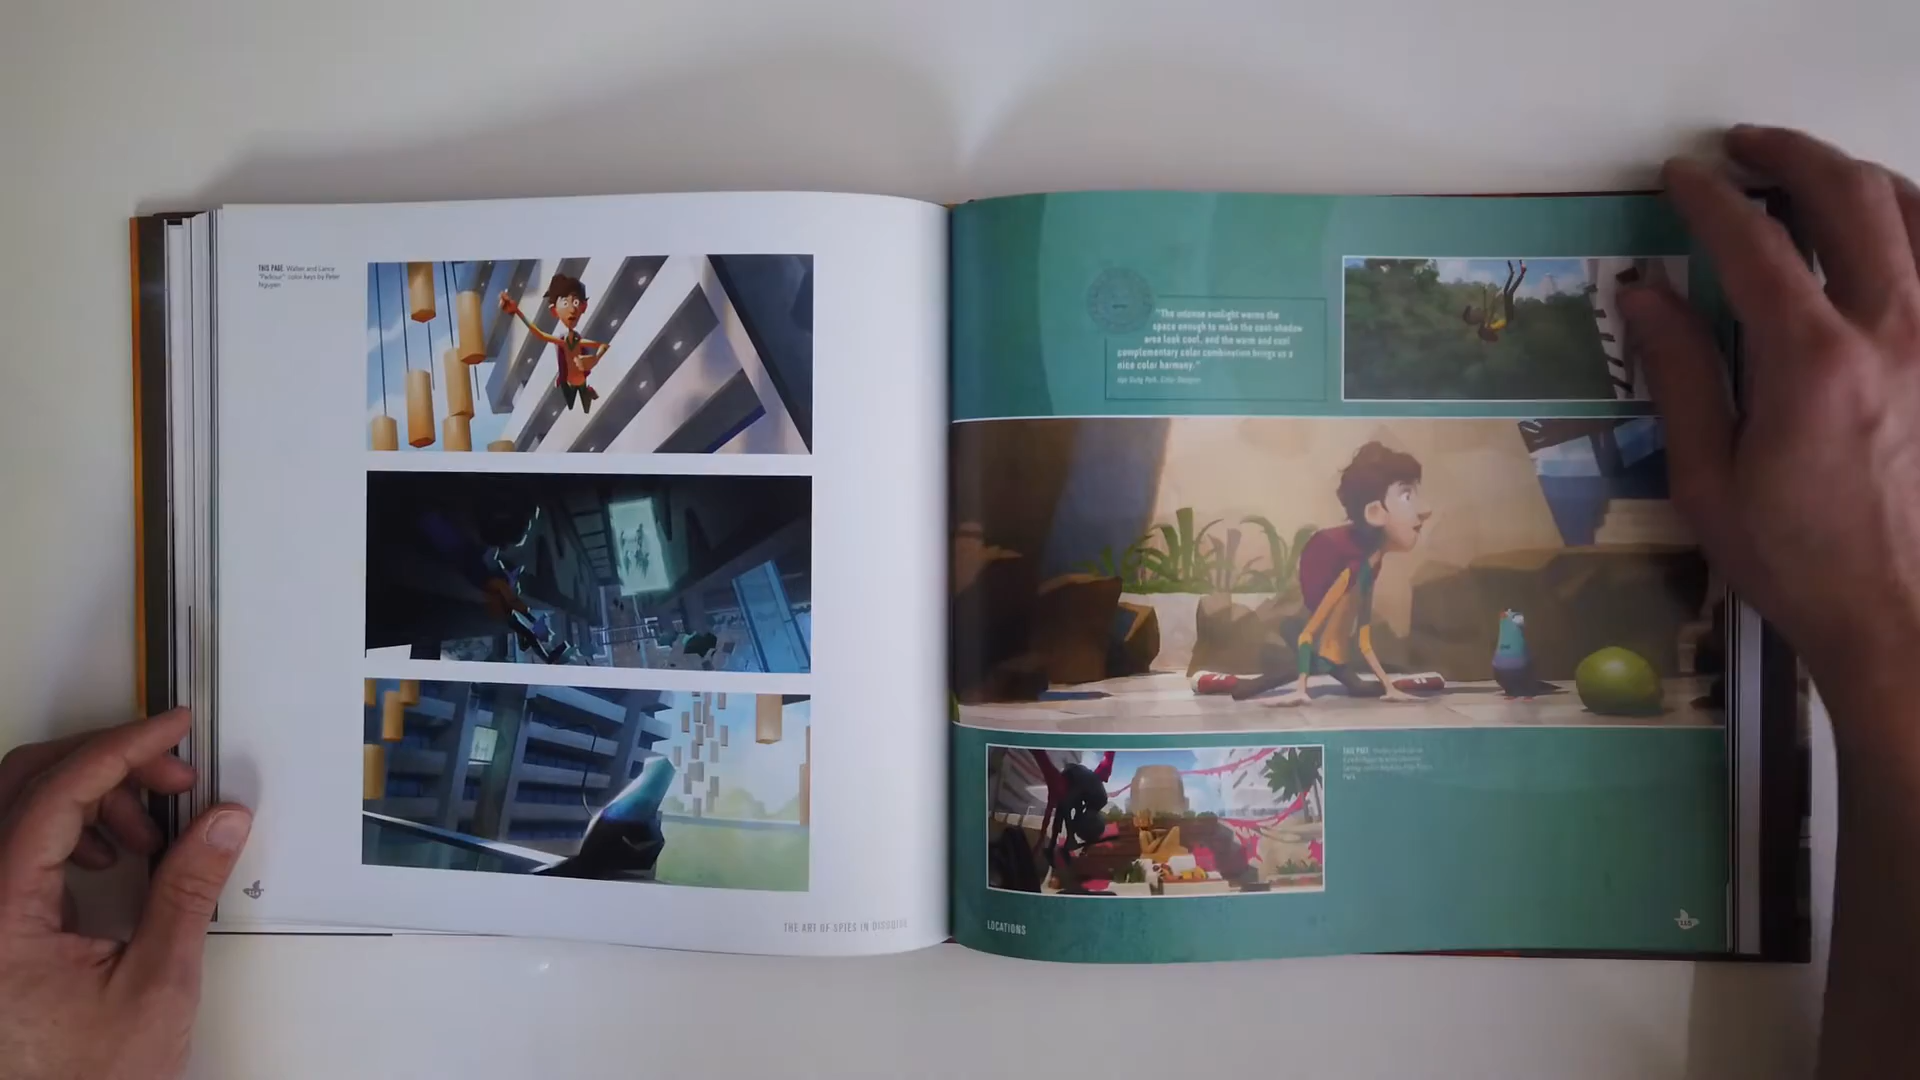 THIS PAGE Walter and Lance
"Parkour" color keys by Peter
Nguyen
THE ART OF SPIES IN DISGUISE
"The intense sunlight warms the
space enough to make the cast-shadow
area look cool, and the warm and cool
complementary color combination brings us a
nice color harmony."
Color Designer
THIS PAGE
LOCATIONS